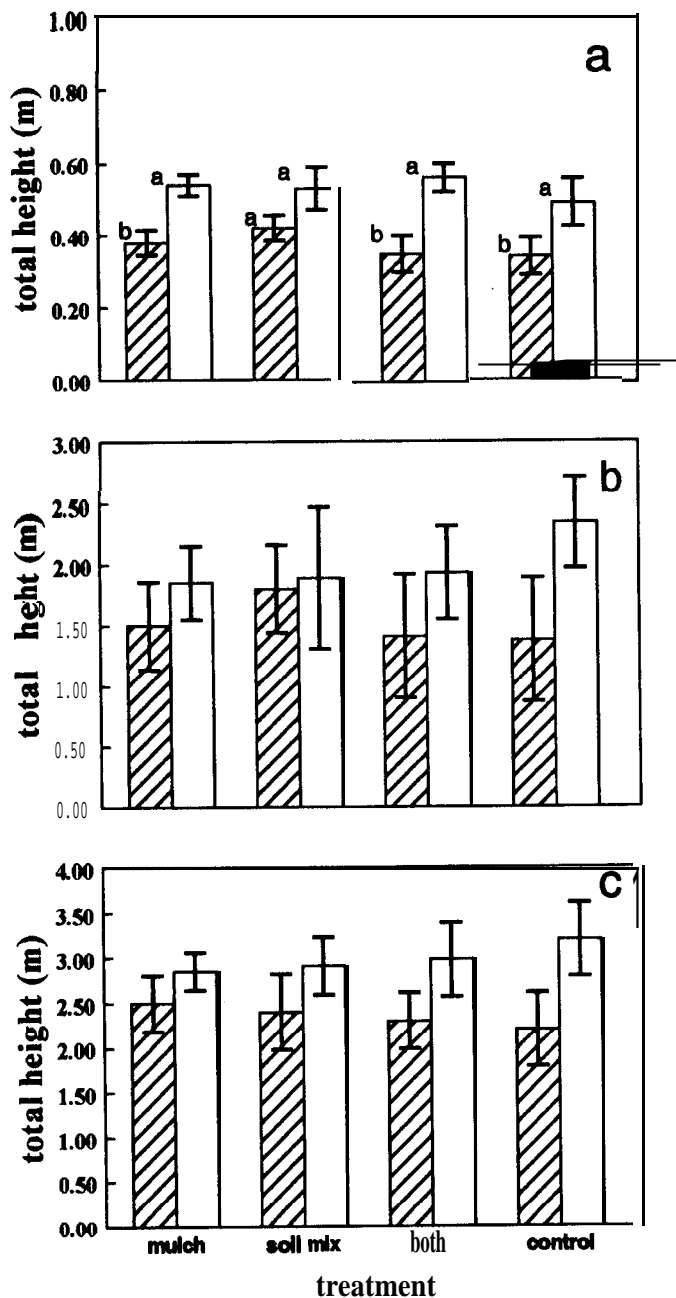 1.00
a
0.80
0.60
0.40
0.20
0.00
total height (m)
a
a
a
a
b
a
b
b
3.00
b
2.50
2.00
1.50
1.00
0.50
0.00
total heght (m)
4.00
c
3.50
3.00
2.50
2.00
1.50
1.00
0.50
0.00
total height (m)
mulch soil mix both control
treatment